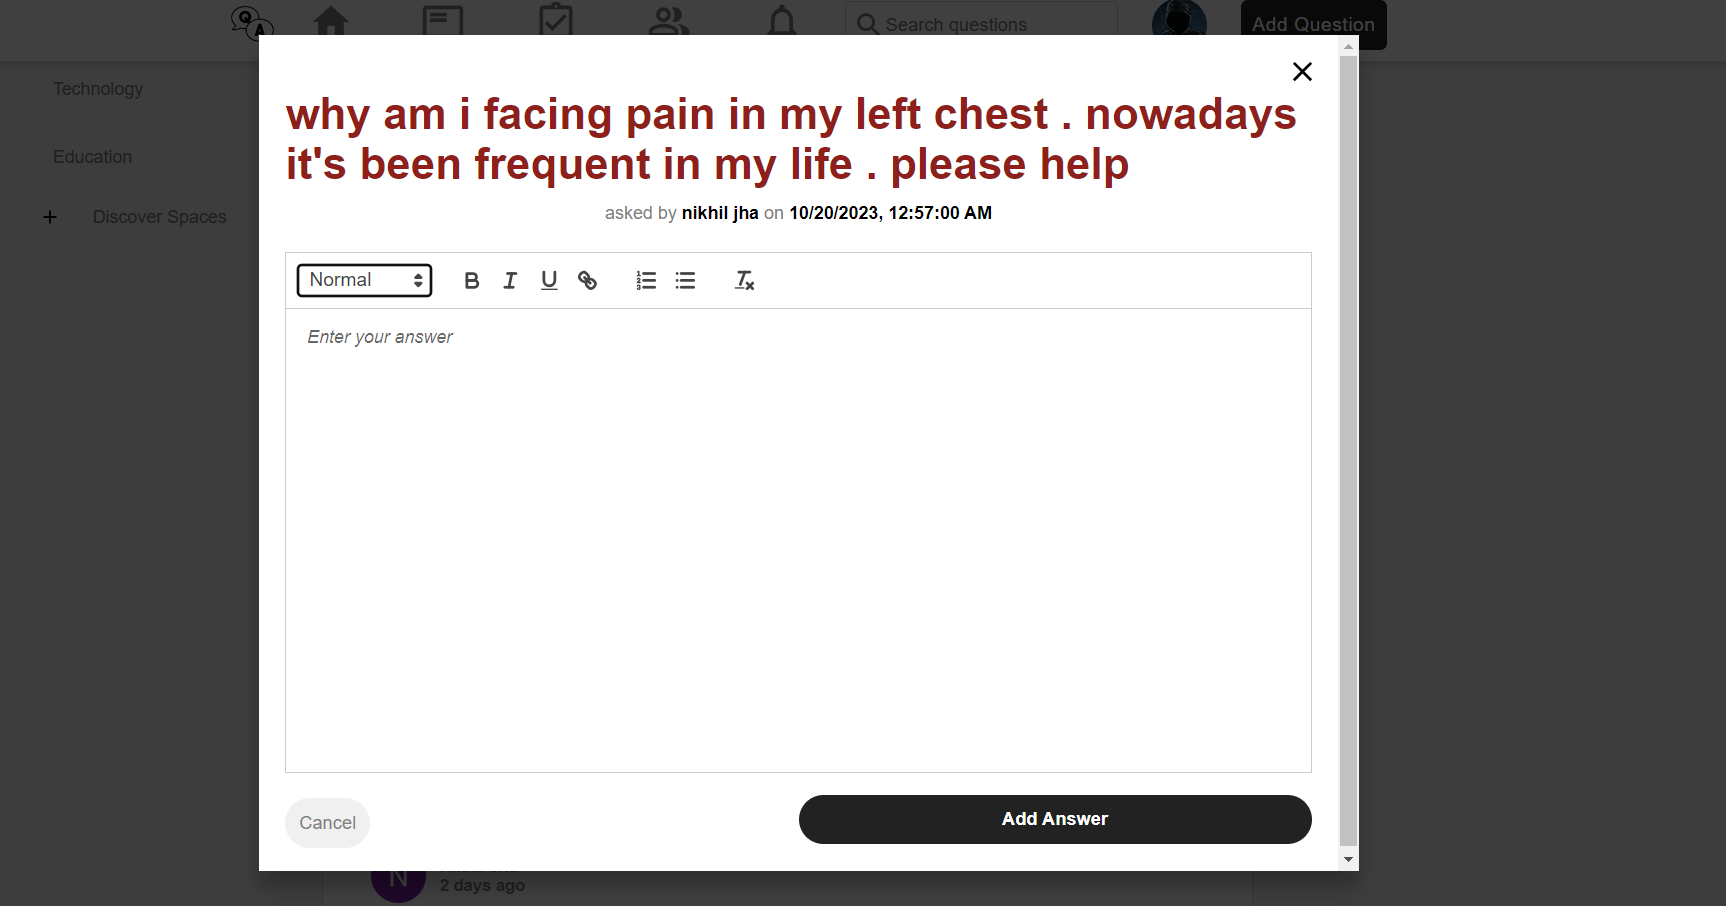 Q
A
Search questions
Add Question
Technology
Education
Discover Spaces
why am i facing pain in my left chest . nowadays
it's been frequent in my life . please help
asked by nikhil jha on 10/20/2023, 12:57:00 AM
Normal
Enter your answer
Cancel
Add Answer
N
2 days ago